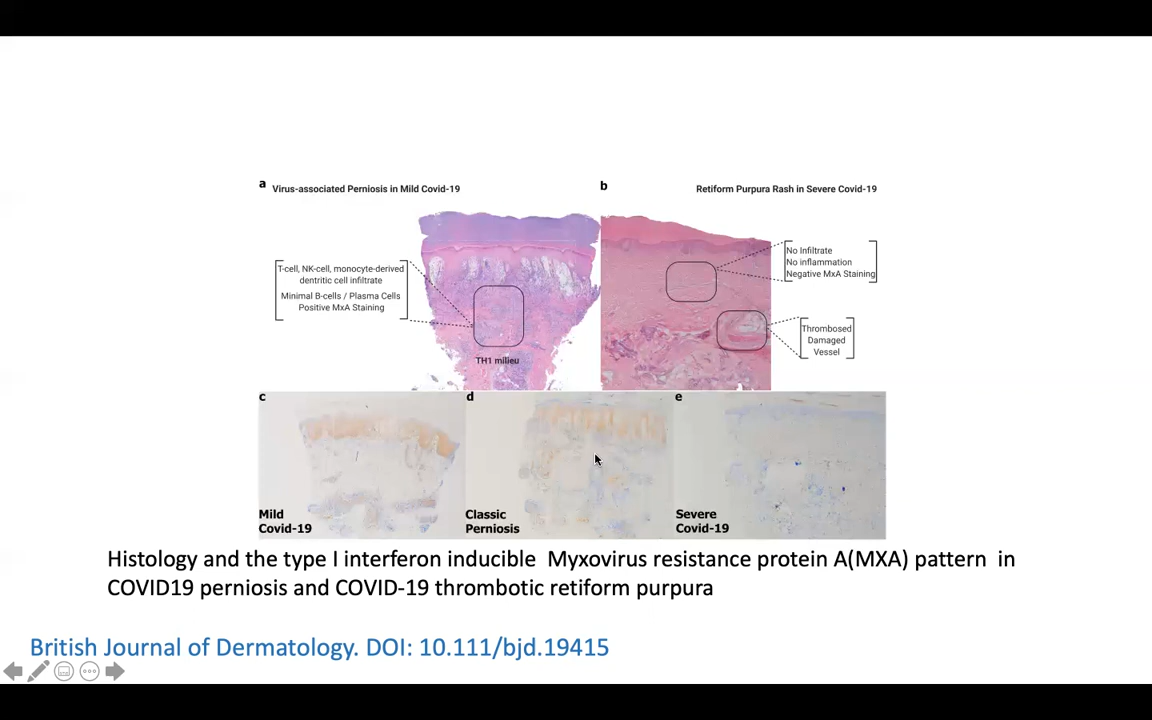 a Virus-associated Perniosis in Mild Covid-19
b Retiform Purpura Rash in Severe Covid-19
T-cell, NK-cell, monocyte-derived
dentritic cell infiltrate
Minimal B-cells / Plasma Cells
Positive MxA Staining
TH1 milieu
No Infiltrate
No inflammation
Negative MxA Staining
Thrombosed
Damaged
Vessel
c
Mild
Covid-19
d
Classic
Perniosis
e
Severe
Covid-19
Histology and the type I interferon inducible Myxovirus resistance protein A(MXA) pattern in
COVID19 perniosis and COVID-19 thrombotic retiform purpura
British Journal of Dermatology. DOI: 10.111/bjd.19415